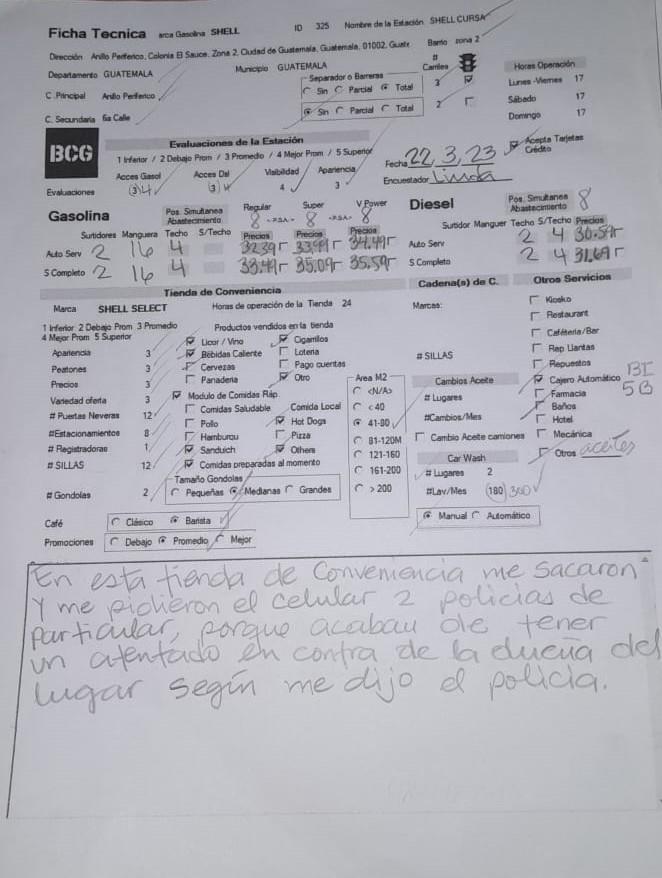 Ficha Tecnica arca Gasolina SHELL ID 325 Nombre de la Estación SHELL CURSA
Dirección Anillo Periferico, Colonia El Sauce, Zona 2, Ciudad de Guatemala, Guatemala, 01002, Guate Barrio zona 2
Departamento GUATEMALA Municipio GUATEMALA # Carriles Horas Operación
Separador o Barreras
C .Principal Anillo Periferico Sin Parcial Total 3 Lunes -Viernes 17
C. Secundaria 6a Calle Sin Parcial Total 2 Sábado 17
Domingo 17
BCG Evaluaciones de la Estación
1 Inferior / 2 Debajo Prom / 3 Promedio / 4 Mejor Prom / 5 Superior
Acepta Tarjetas Crédito
Acces Gasol Acces Dsl Visibilidad Apariencia Fecha 22, 3, 23
Evaluaciones 3 4 3 4 4 3 Encuestador Linda
Gasolina Pos. Simultanea Abastecimiento Regular 8 Super 8 V Power 8 Diesel Pos. Simultanea Abastecimiento 8
Surtidores Manguera Techo S/Techo Precios Precios Precios Surtidor Manguer Techo S/Techo Precios
Auto Serv 2 16 4 32.39 33.99 34.49 Auto Serv 2 4 30.59
S Completo 2 16 4 33.49 35.09 35.59 S Completo 2 4 31.69
Tienda de Conveniencia Cadena(s) de C. Otros Servicios
Marca SHELL SELECT Horas de operación de la Tienda 24 Marcas:
1 Inferior 2 Debajo Prom 3 Promedio
4 Mejor Prom 5 Superior
Productos vendidos en la tienda
Kiosko
Restaurant
Apariencia 3 Licor / Vino Cigarrillos Cafétería/Bar
Peatones 3 Bebidas Caliente Loteria # SILLAS Rep Llantas
Precios 3 Cervezas Pago cuentas Repuestos
Variedad oferta 3 Panaderia Otro Area M2 Cambios Aceite Cajero Automático BI 5B
# Puertas Neveras 12 Modulo de Comidas Ráp. <N/A> # Lugares Farmacia
Comidas Saludable Comida Local < 40 Baños
#Estacionamientos 8 Pollo Hot Dogs 41-80 #Cambios/Mes Hotel
# Registradoras 1 Hamburgu Pizza 81-120M Cambio Aceite camiones Mecánica
# SILLAS 12 Sanduich Others 121-160 Car Wash Otros aceites
Comidas preparadas al momento 161-200 # Lugares 2
# Gondolas 2 Tamaño Gondolas > 200 #Lav/Mes 180 300
Pequeñas Medianas Grandes
Café Clásico Barista Manual Automático
Promociones Debajo Promedio Mejor
En esta tienda de Conveniencia me sacaron
Y me pidieron el celular 2 policias de
particular, porque acaban de tener
un atentado en contra de la dueña del
lugar según me dijo el policia.